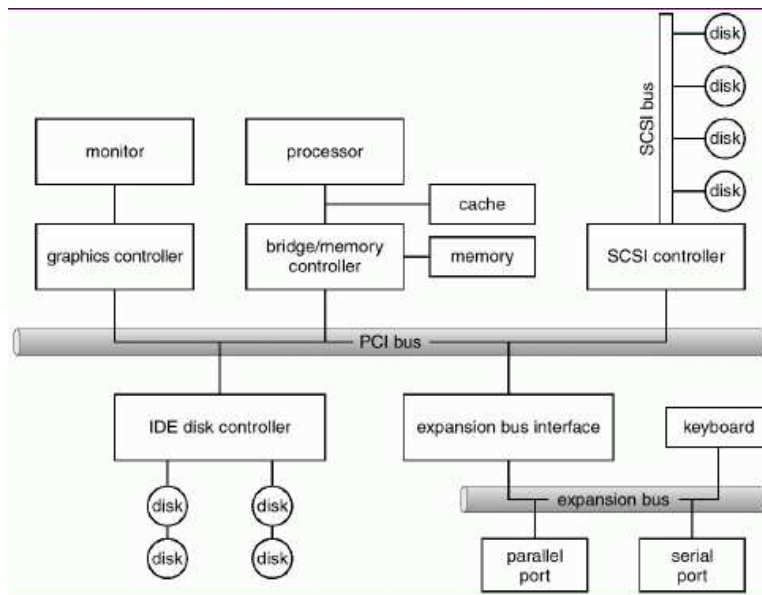 disk
disk
disk
disk
SCSI bus
monitor
processor
cache
graphics controller
bridge/memory
controller
memory
SCSI controller
PCI bus
IDE disk controller
expansion bus interface
keyboard
disk
disk
disk
disk
expansion bus
parallel
port
serial
port